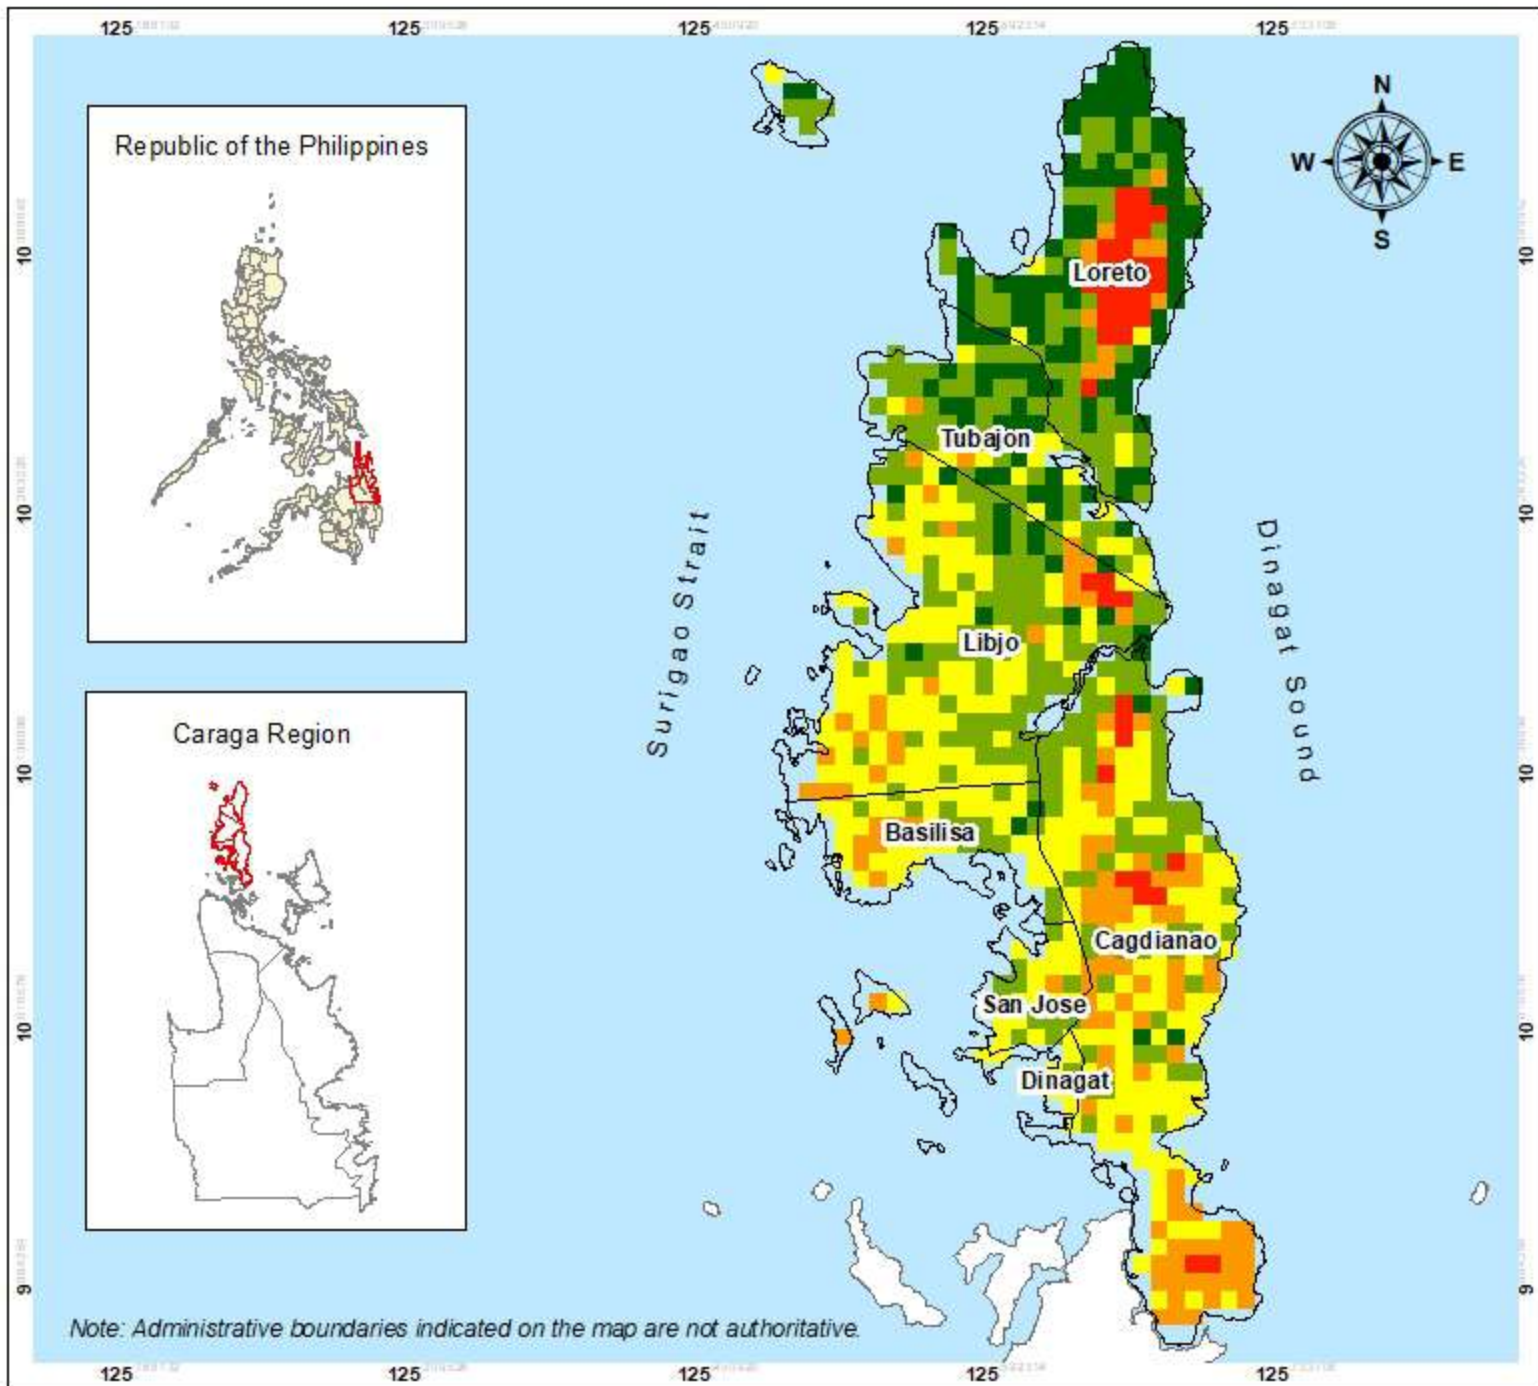 125 125 125 125 125
Republic of the Philippines
Caraga Region
N
W E
S
10 10
10 10
10 10
10 10
9 9
Loreto
Tubajon
Libjo
Basilisa
Cagdianao
San Jose
Dinagat
Surigao Strait
Dinagat Sound
Note: Administrative boundaries indicated on the map are not authoritative.
125 125 125 125 125